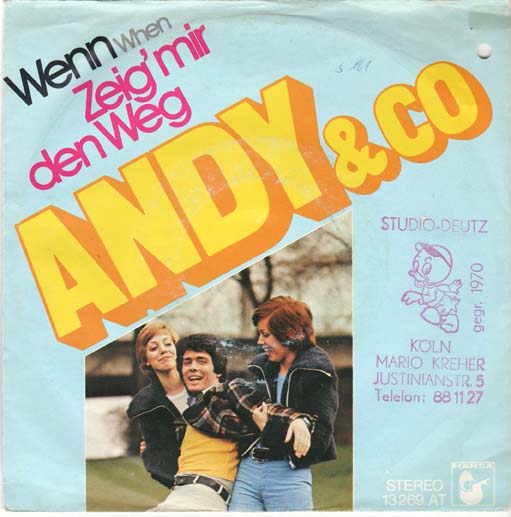 Wenn When
Zeig' mir
den Weg
ANDY & CO
STUDIO-DEUTZ
gegr. 1970
KÖLN
MARIO KREHER
JUSTINIANSTR. 5
Telefon: 88 11 27
HANSA
STEREO
13 269 AT